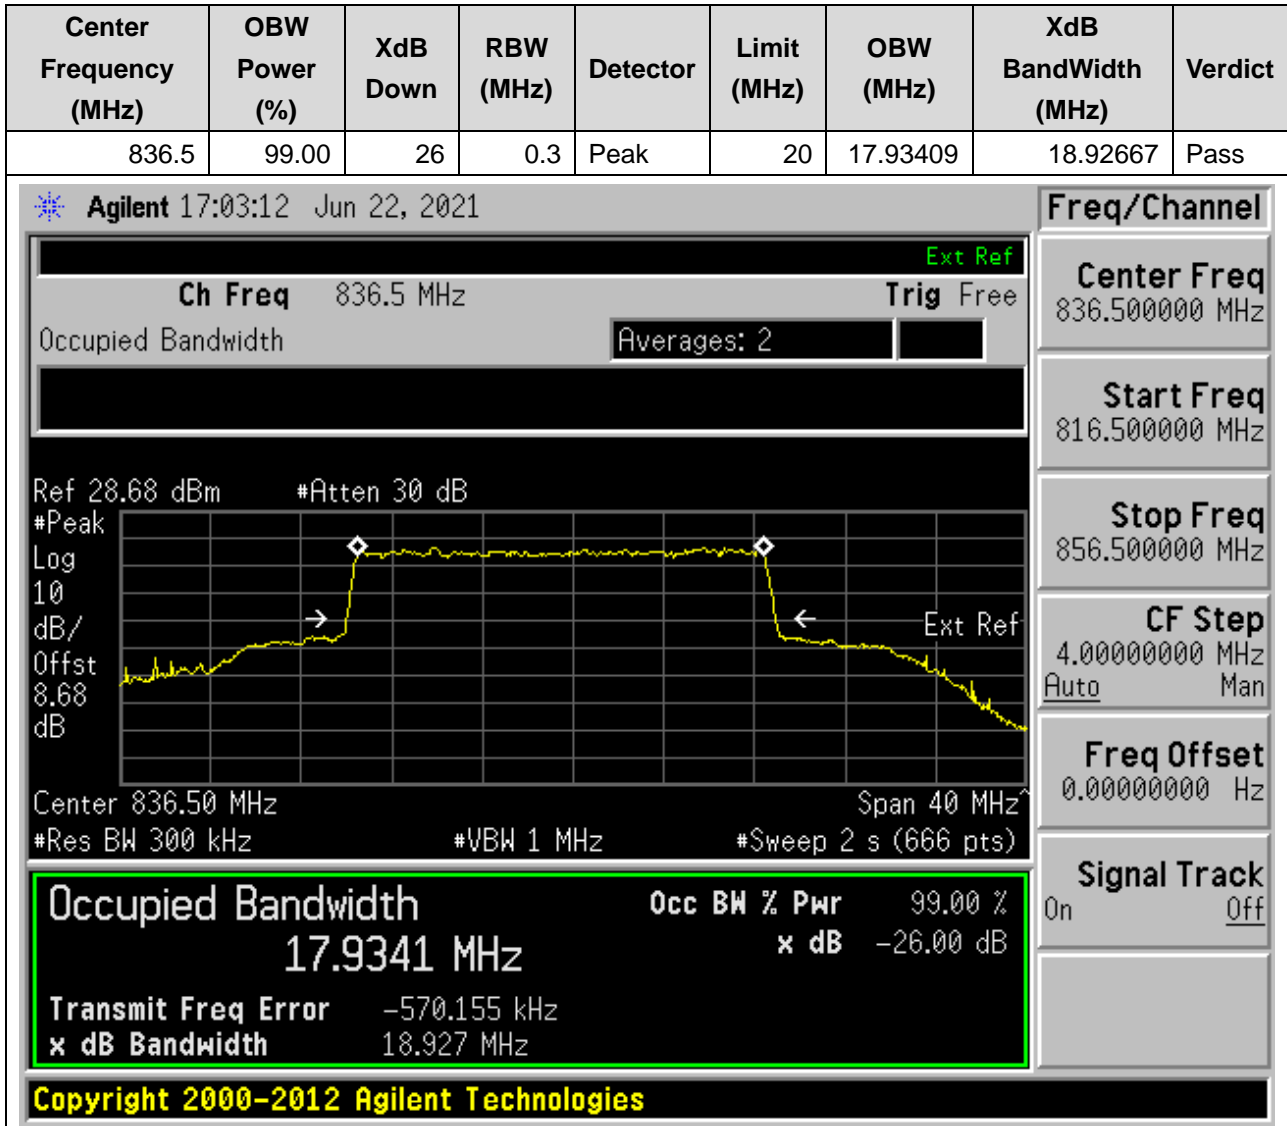 Center Frequency (MHz) OBW Power (%) XdB Down RBW (MHz) Detector Limit (MHz) OBW (MHz) XdB BandWidth (MHz) Verdict
836.5 99.00 26 0.3 Peak 20 17.93409 18.92667 Pass
Agilent 17:03:12 Jun 22, 2021
Freq/Channel
Ext Ref
Ch Freq 836.5 MHz Trig Free
Occupied Bandwidth Averages: 2
Center Freq
836.500000 MHz
Start Freq
816.500000 MHz
Stop Freq
856.500000 MHz
CF Step
4.00000000 MHz
Auto Man
Freq Offset
0.00000000 Hz
Signal Track
On Off
Ref 28.68 dBm #Atten 30 dB
#Peak
Log
10
dB/
Offst
8.68
dB
Ext Ref
Center 836.50 MHz Span 40 MHz^
#Res BW 300 kHz #VBW 1 MHz #Sweep 2 s (666 pts)
Occupied Bandwidth Occ BW % Pwr 99.00 %
17.9341 MHz x dB -26.00 dB
Transmit Freq Error -570.155 kHz
x dB Bandwidth 18.927 MHz
Copyright 2000-2012 Agilent Technologies